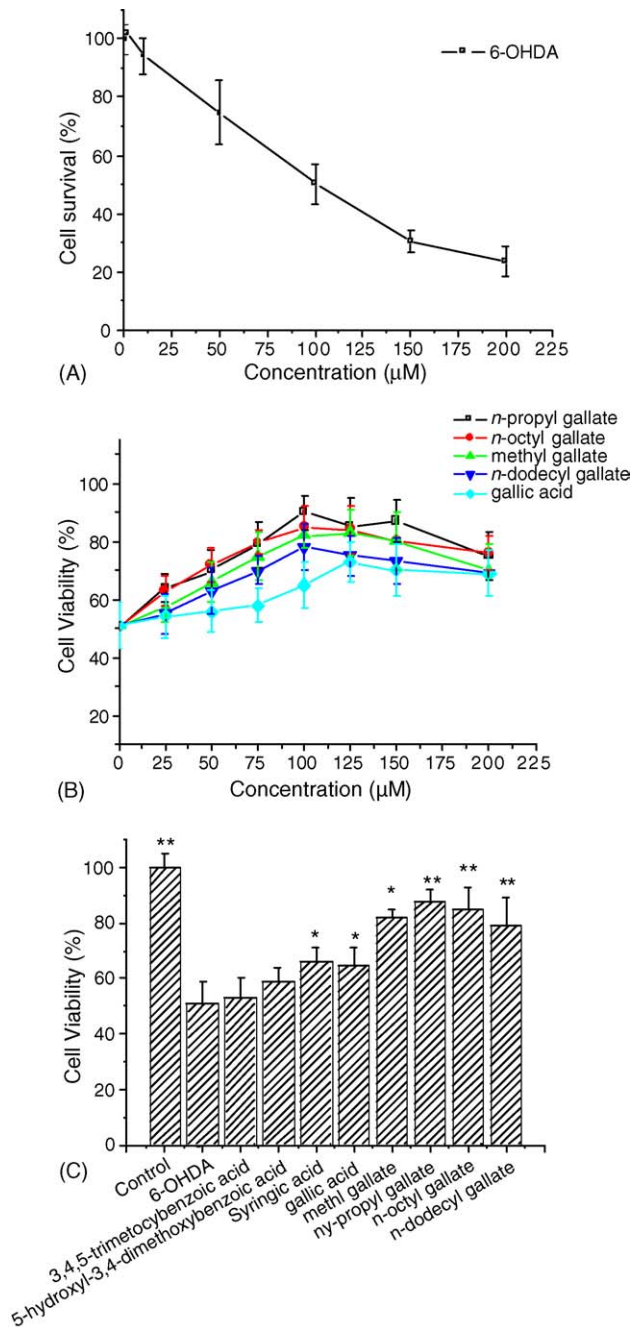 100
80
60
40
20
0
Cell survival (%)
6-OHDA
0 25 50 75 100 125 150 175 200 225
Concentration (μM)
(A)
n-propyl gallate
n-octyl gallate
methyl gallate
n-dodecyl gallate
gallic acid
100
80
60
40
20
Cell Viability (%)
0 25 50 75 100 125 150 175 200 225
Concentration (μM)
(B)
** * * * ** ** **
100
80
60
40
20
0
Cell Viability (%)
(C)
Control
6-OHDA
3,4,5-trimetocybenzoic acid
5-hydroxyl-3,4-dimethoxybenzoic acid
Syringic acid
gallic acid
methl gallate
ny-propyl gallate
n-octyl gallate
n-dodecyl gallate